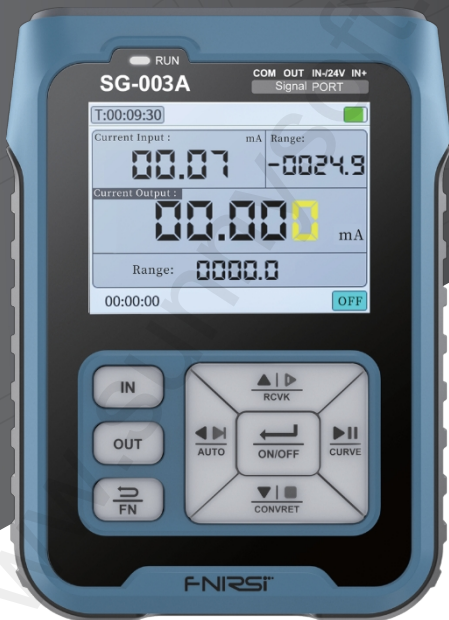 RUN
SG-003A
COM OUT IN-/24V IN+
Signal PORT
T:00:09:30
Current Input : mA Range:
00.07 -0024.9
Current Output :
00.000 mA
Range: 0000.0
00:00:00 OFF
IN
RCVK
OUT
AUTO
ON/OFF
CURVE
FN
CONVRET
FNIRSI